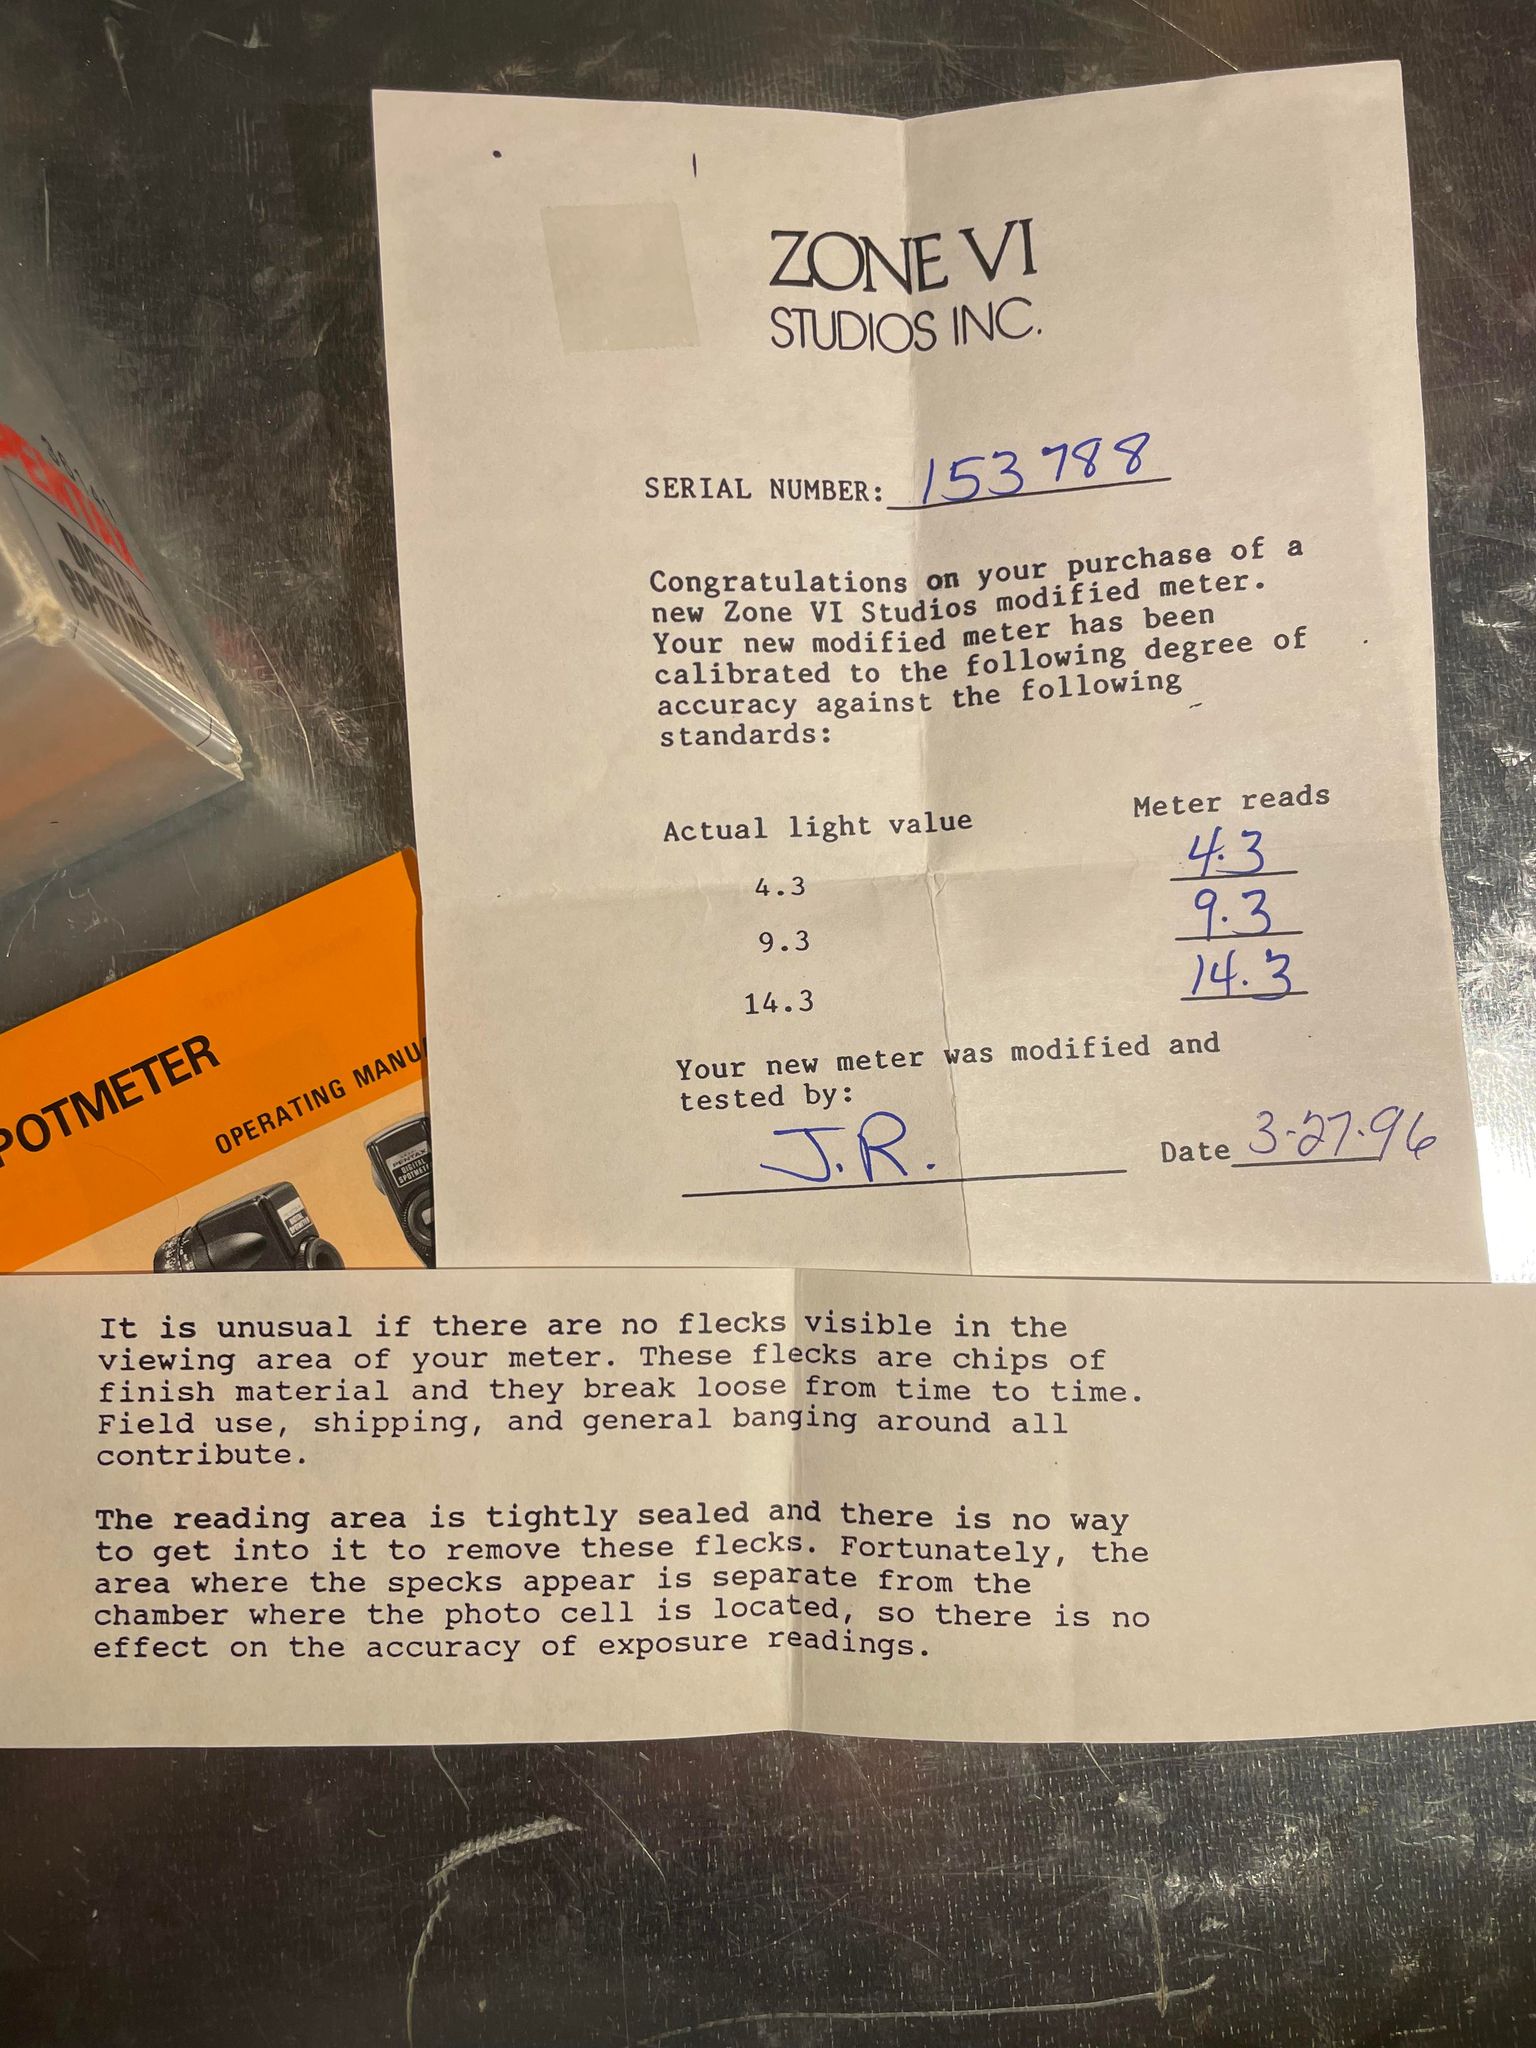 ZONE VI
STUDIOS INC.
SERIAL NUMBER: 153788
Congratulations on your purchase of a
new Zone VI Studios modified meter.
Your new modified meter has been
calibrated to the following degree of
accuracy against the following
standards:
Actual light value Meter reads
4.3 4.3
9.3 9.3
14.3 14.3
Your new meter was modified and
tested by:
J.R. Date 3-27-96
DIGITAL
SPOTMETER
POTMETER
OPERATING MANU
PENTAX
DIGITAL
SPOTMET
It is unusual if there are no flecks visible in the
viewing area of your meter. These flecks are chips of
finish material and they break loose from time to time.
Field use, shipping, and general banging around all
contribute.
The reading area is tightly sealed and there is no way
to get into it to remove these flecks. Fortunately, the
area where the specks appear is separate from the
chamber where the photo cell is located, so there is no
effect on the accuracy of exposure readings.